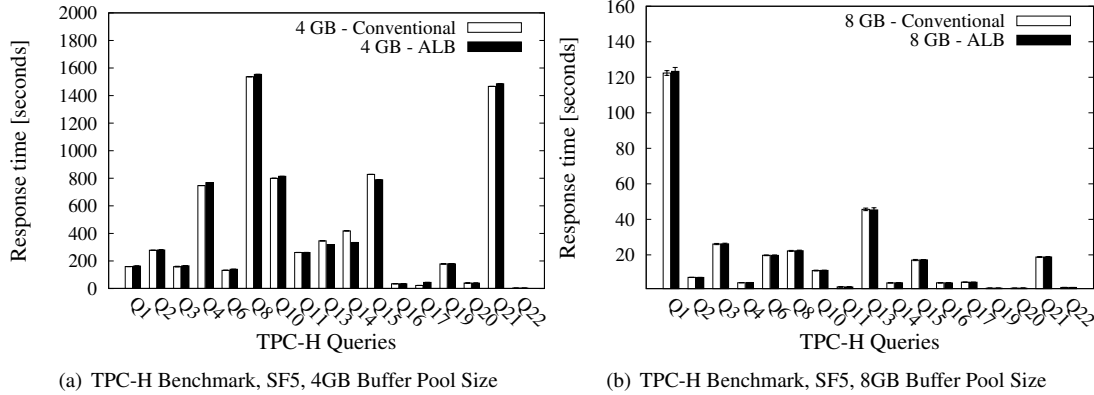 2000
1800
1600
1400
1200
1000
800
600
400
200
0
Response time [seconds]
4 GB - Conventional
4 GB - ALB
Q1 Q2 Q3 Q4 Q6 Q8 Q10 Q11 Q13 Q14 Q15 Q16 Q17 Q19 Q20 Q21 Q22
TPC-H Queries
(a) TPC-H Benchmark, SF5, 4GB Buffer Pool Size
160
140
120
100
80
60
40
20
Response time [seconds]
8 GB - Conventional
8 GB - ALB
Q1 Q2 Q3 Q4 Q6 Q8 Q10 Q11 Q13 Q14 Q15 Q16 Q17 Q19 Q20 Q21 Q22
TPC-H Queries
(b) TPC-H Benchmark, SF5, 8GB Buffer Pool Size